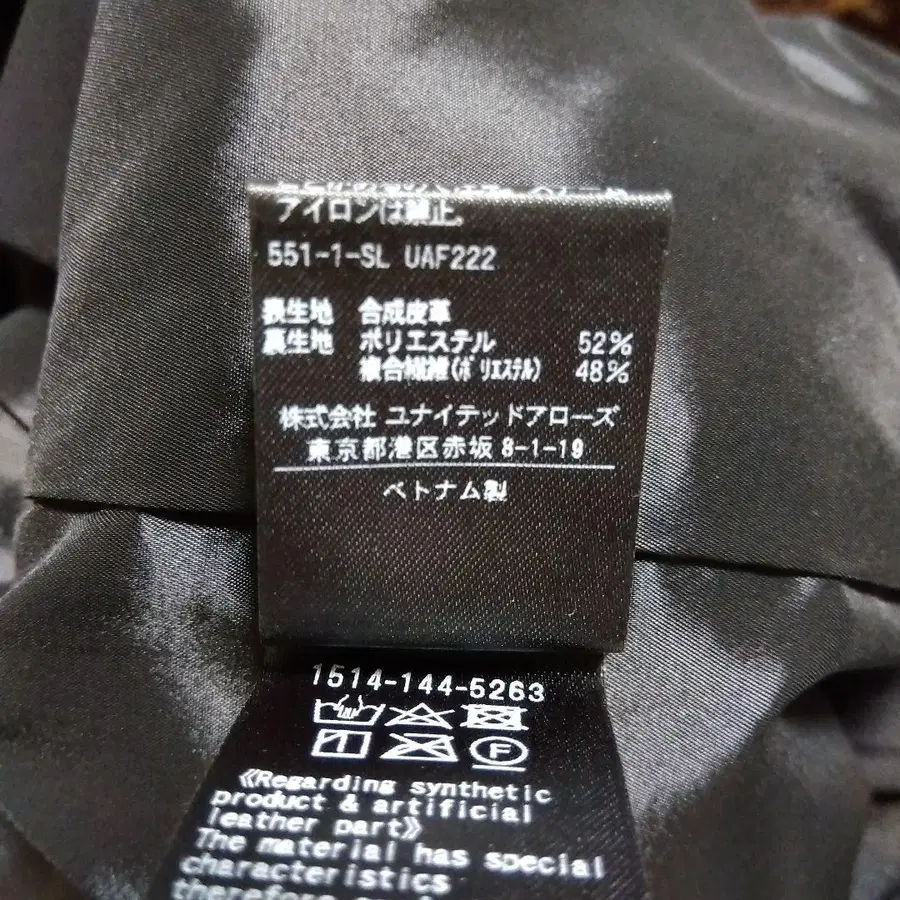 アイロンは禁止。
551-1-SL UAF222
表生地 合成皮革
裏生地 ポリエステル 52%
複合繊維(ポリエステル) 48%
株式会社 ユナイテッドアローズ
東京都港区赤坂 8-1-19
ベトナム製
1514-144-5263
F
《Regarding synthetic
product & artificial
leather part》
The material has special
characteristics
therefore